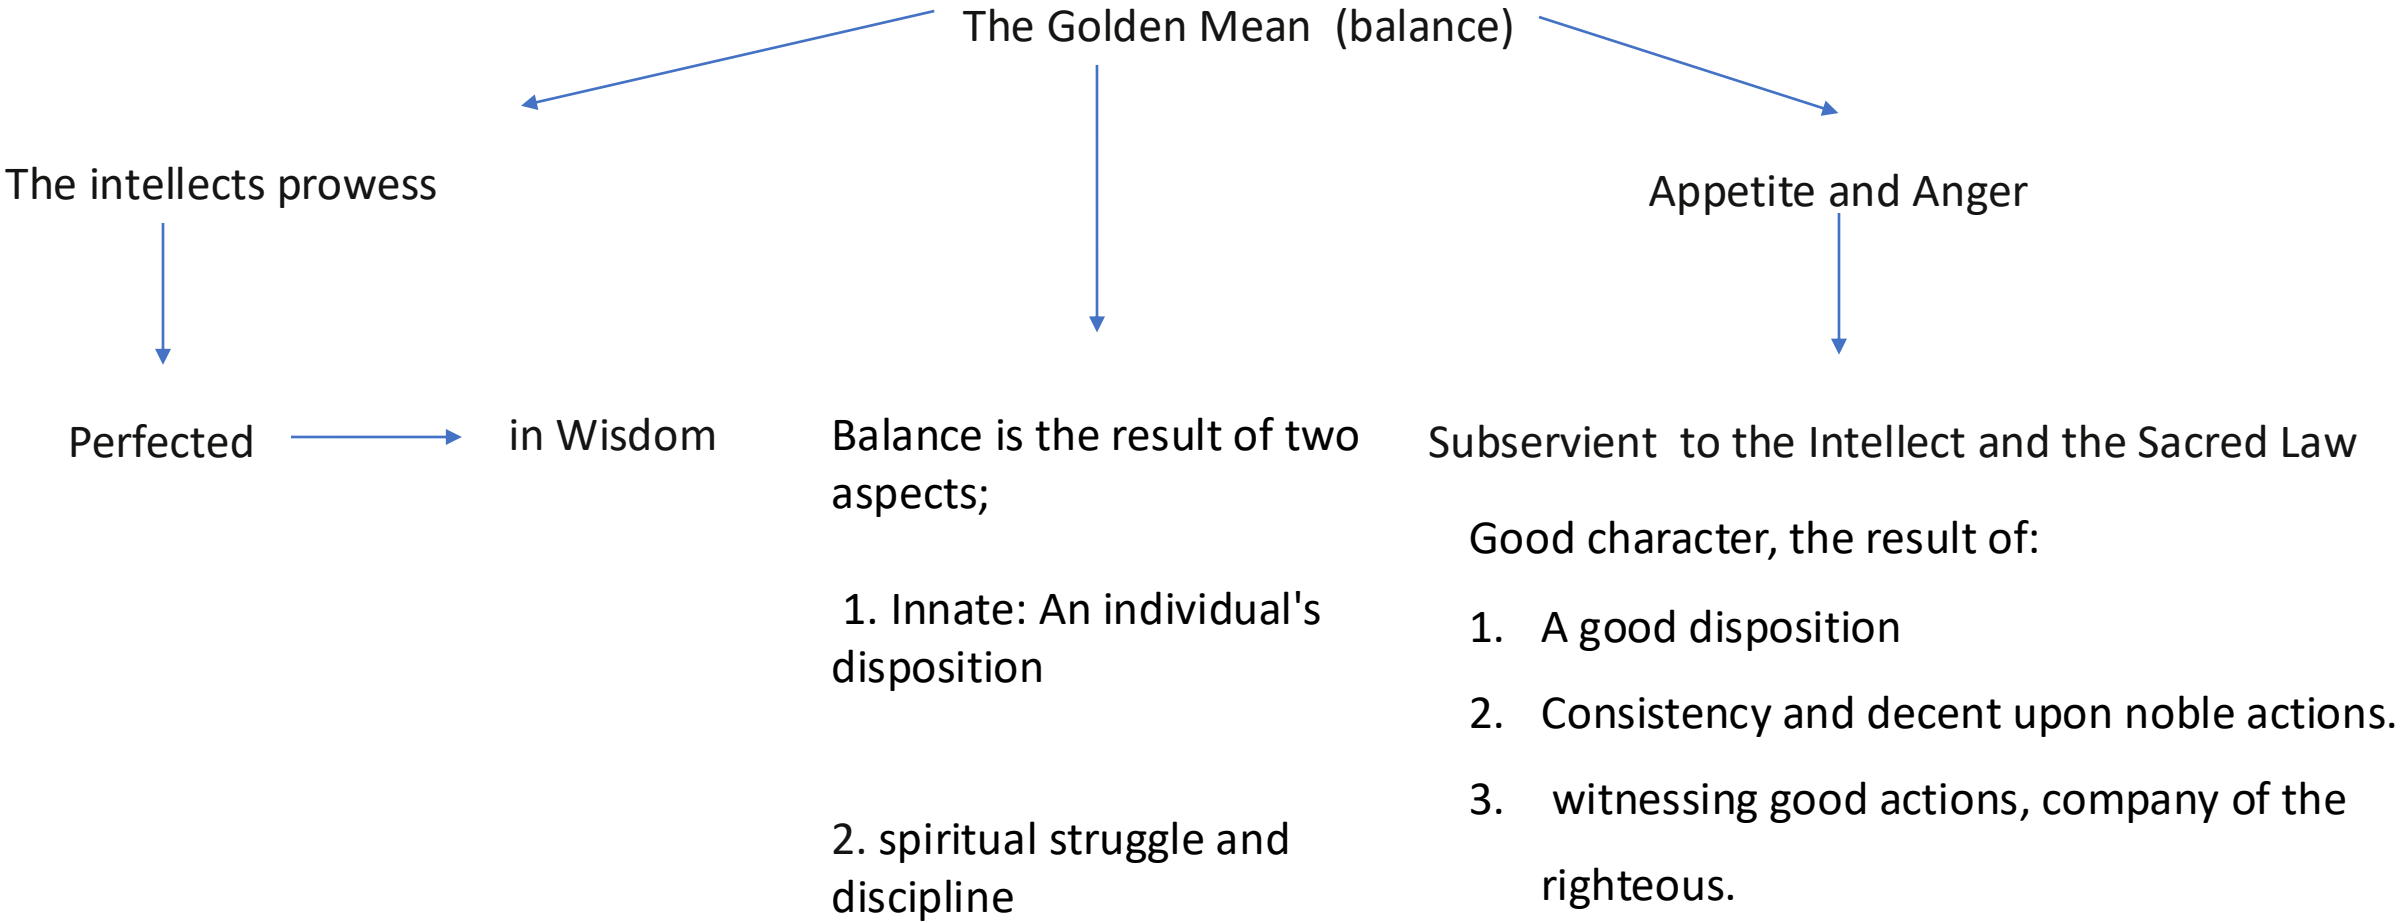 The Golden Mean (balance)
The intellects prowess
Appetite and Anger
Perfected
in Wisdom
Balance is the result of two
aspects;
1. Innate: An individual's
disposition
2. spiritual struggle and
discipline
Subservient to the Intellect and the Sacred Law
Good character, the result of:
1. A good disposition
2. Consistency and decent upon noble actions.
3. witnessing good actions, company of the
righteous.